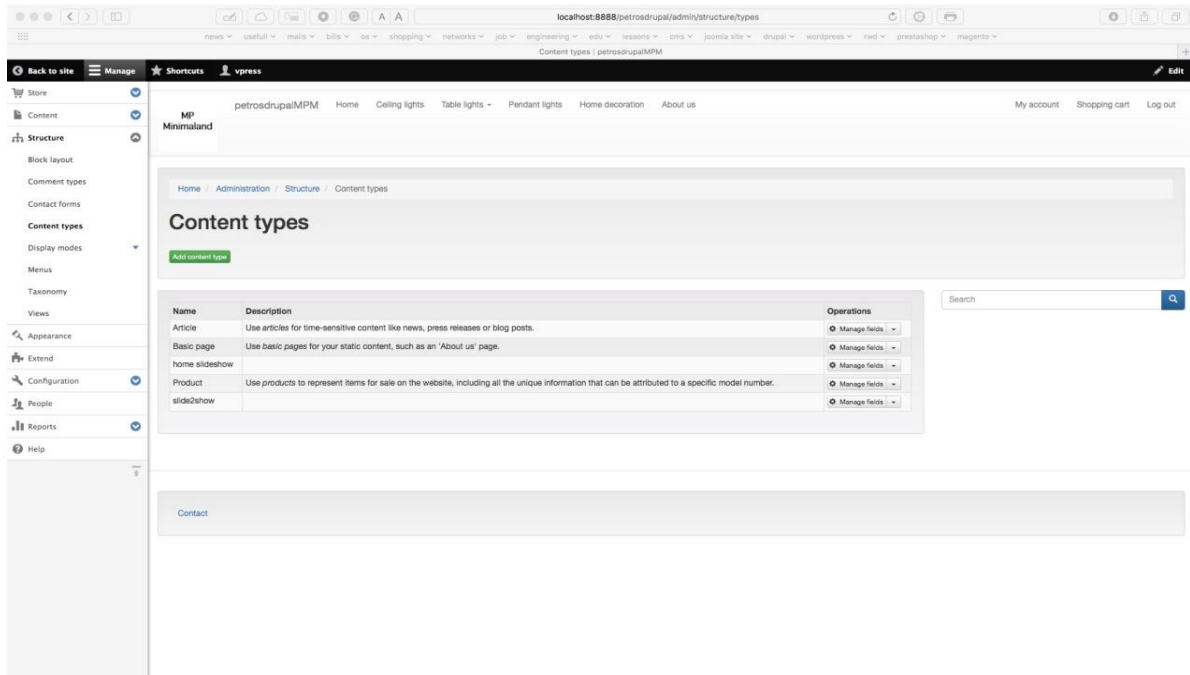 A A localhost:8888/petrosdrupal/admin/structure/types
news usefull mails bills os shopping networks job engineering edu lessons cms joomla site drupal wordpress rwd prestashop magento
Content types | petrosdrupalMPM
Back to site Manage Shortcuts vpress Edit
Store
Content
Structure
Block layout
Comment types
Contact forms
Content types
Display modes
Menus
Taxonomy
Views
Appearance
Extend
Configuration
People
Reports
Help
MP
Minimaland
petrosdrupalMPM Home Ceiling lights Table lights Pendant lights Home decoration About us My account Shopping cart Log out
Home / Administration / Structure / Content types
Content types
Add content type
Search
Name Description Operations
Article Use articles for time-sensitive content like news, press releases or blog posts. Manage fields
Basic page Use basic pages for your static content, such as an 'About us' page. Manage fields
home slideshow Manage fields
Product Use products to represent items for sale on the website, including all the unique information that can be attributed to a specific model number. Manage fields
slide2show Manage fields
Contact